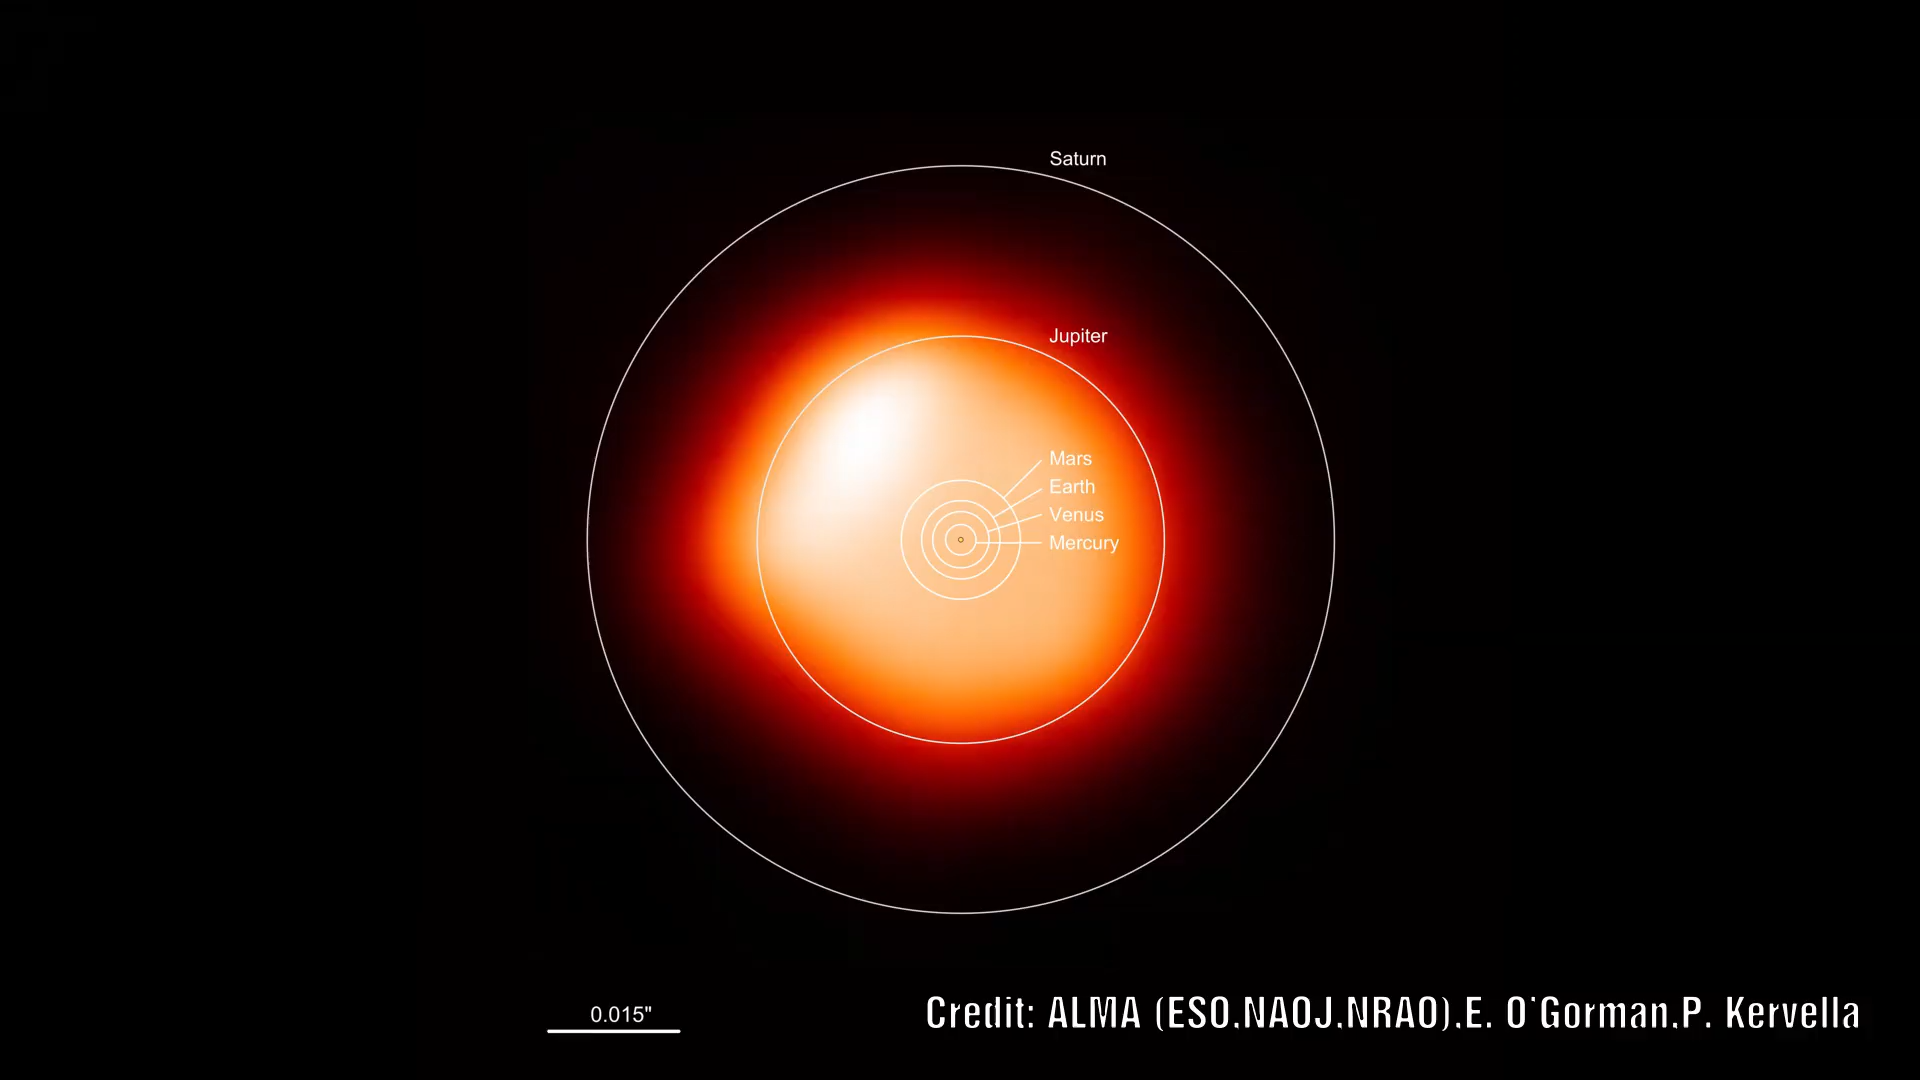 Saturn
Jupiter
Mars
Earth
Venus
Mercury
0.015"
Credit: ALMA (ESO,NAOJ,NRAO),E. O'Gorman,P. Kervella